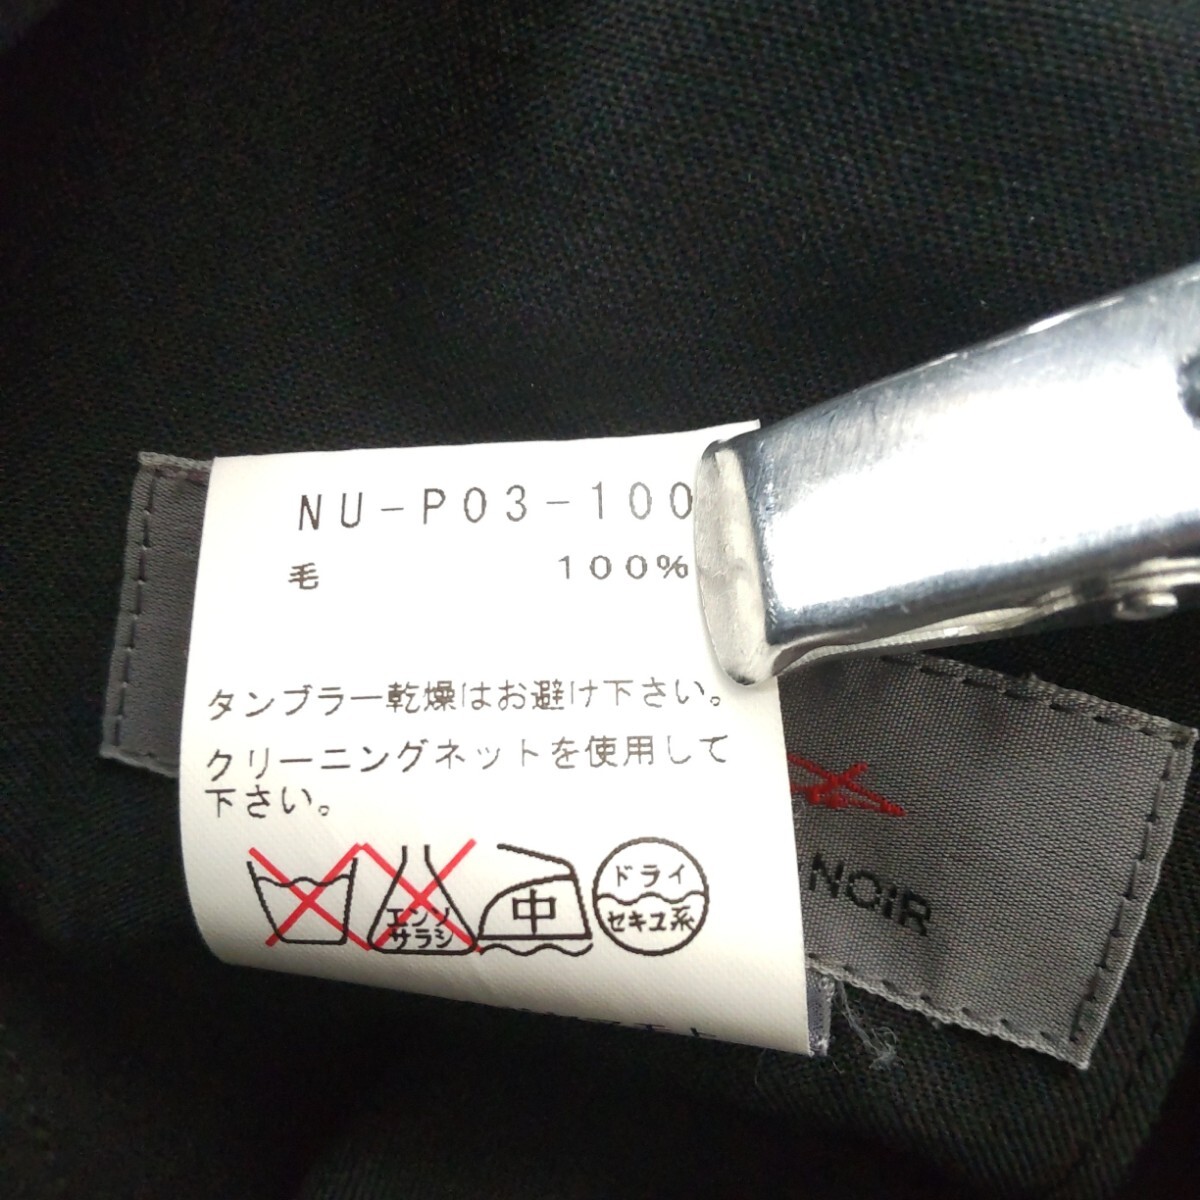 NU-P03-100
毛 100%
タンブラー乾燥はお避け下さい。
クリーニングネットを使用して
下さい。
エンソ
サラシ
中
ドライ
セキユ系
NOIR